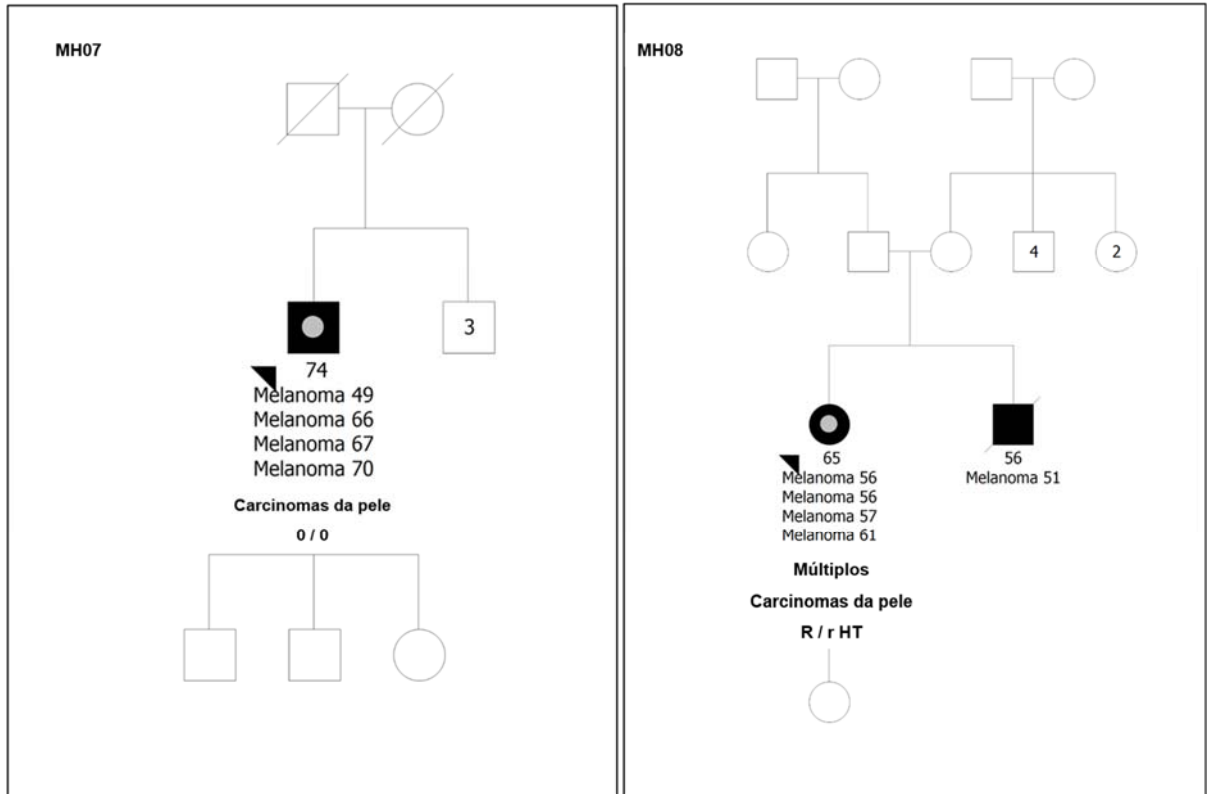 MH07
3
74
Melanoma 49
Melanoma 66
Melanoma 67
Melanoma 70
Carcinomas da pele
0 / 0
MH08
4
2
65
Melanoma 56
Melanoma 56
Melanoma 57
Melanoma 61
Múltiplos
Carcinomas da pele
R / r HT
56
Melanoma 51